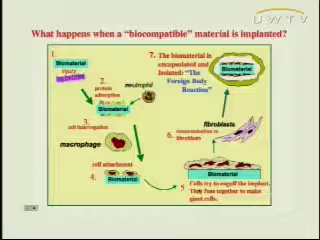 UWTV
What happens when a "biocompatible" material is implanted?
1.
Biomaterial
injury
2.
protein
adsorption
neutrophil
Biomaterial
3.
cell interrogation
macrophage
cell attachment
4.
Biomaterial
7. The biomaterial is
encapsulated and
isolated: "The
Foreign Body
Reaction"
Biomaterial
fibroblasts
6.
communication to
fibroblasts
Biomaterial
5
Cells try to engulf the implant.
They fuse together to make
giant cells.